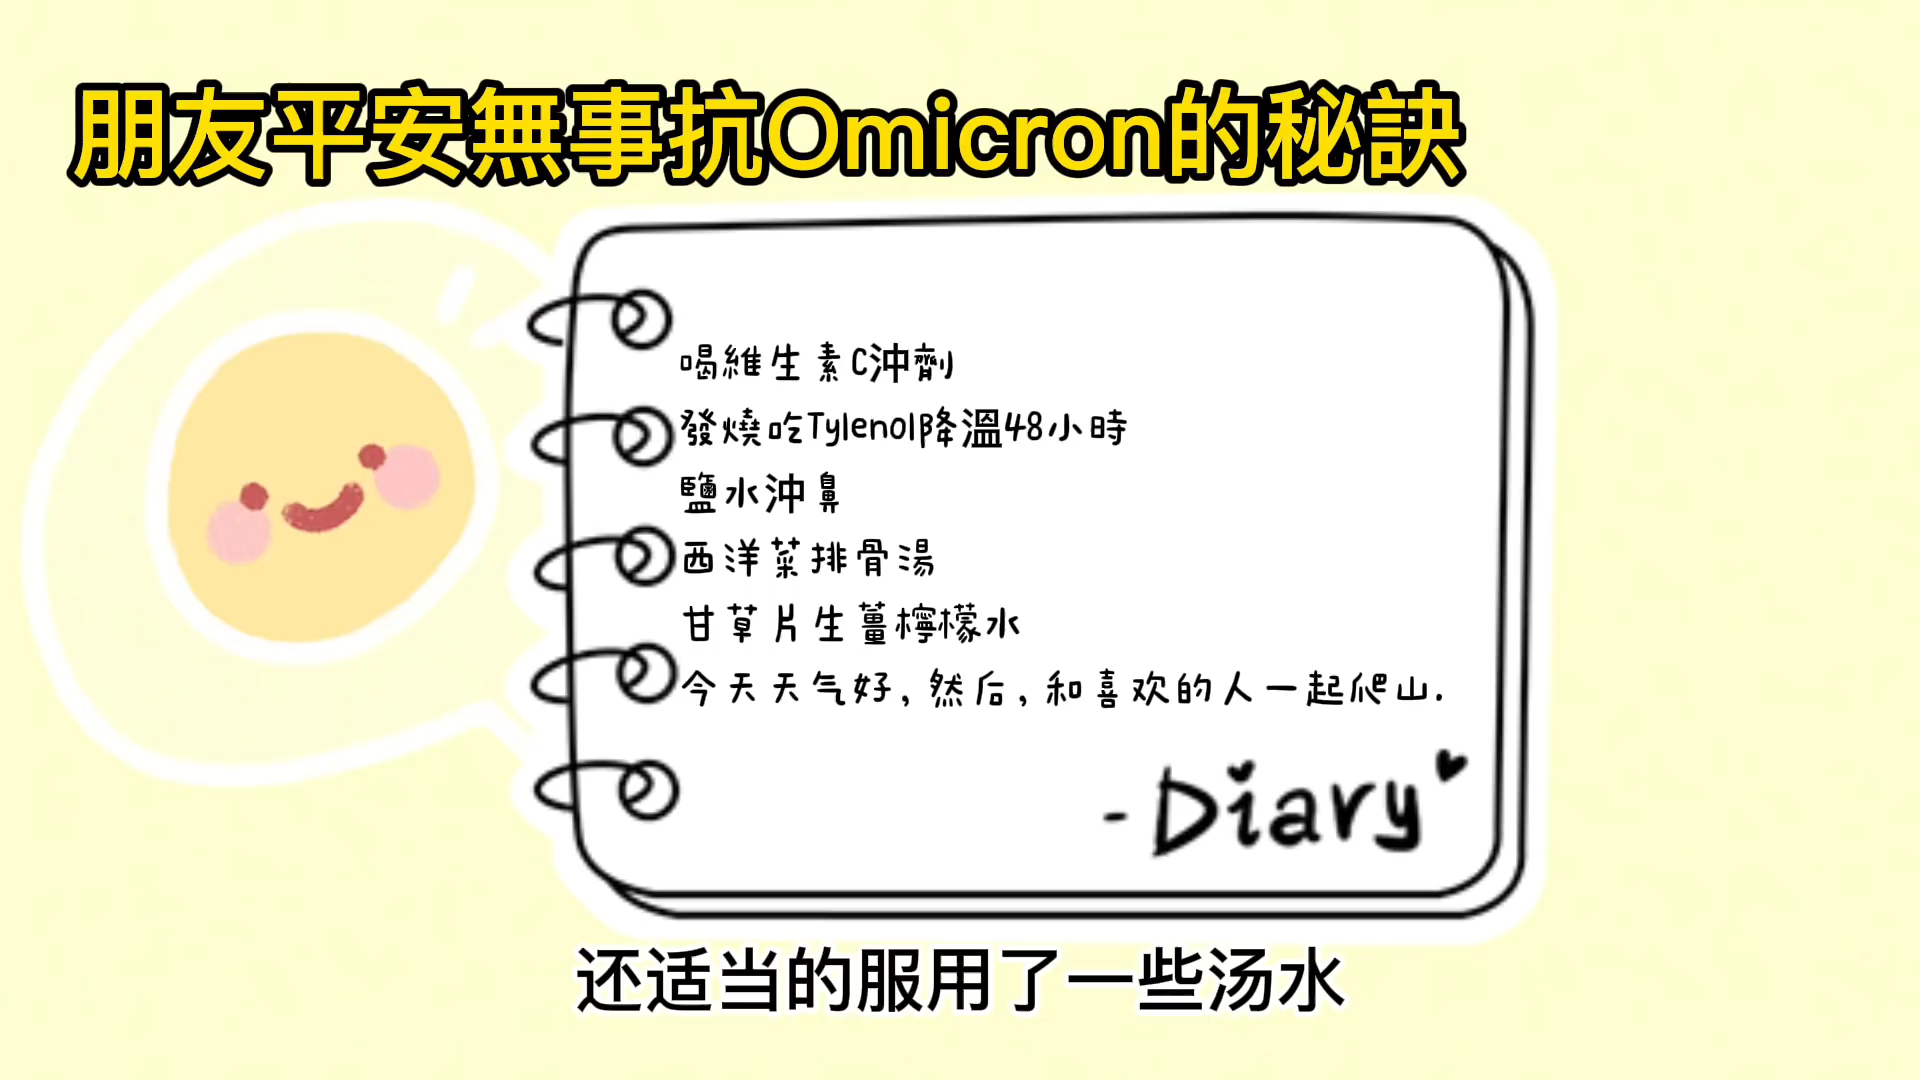 朋友平安無事抗Omicron的秘訣
喝維生素C沖劑
發燒吃Tylenol降溫48小時
鹽水沖鼻
西洋菜排骨湯
甘草片生薑檸檬水
今天天气好,然后,和喜欢的人一起爬山.
-Diary
还适当的服用了一些汤水